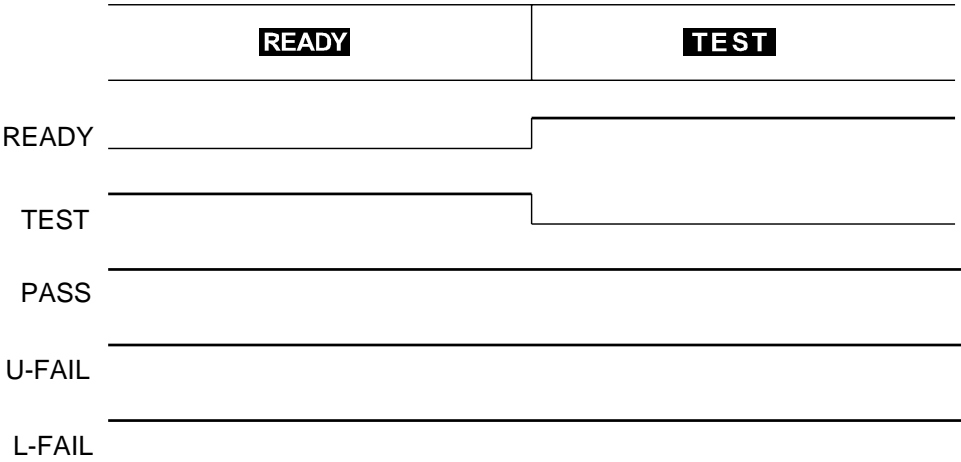 READY TEST
READY
TEST
PASS
U-FAIL
L-FAIL